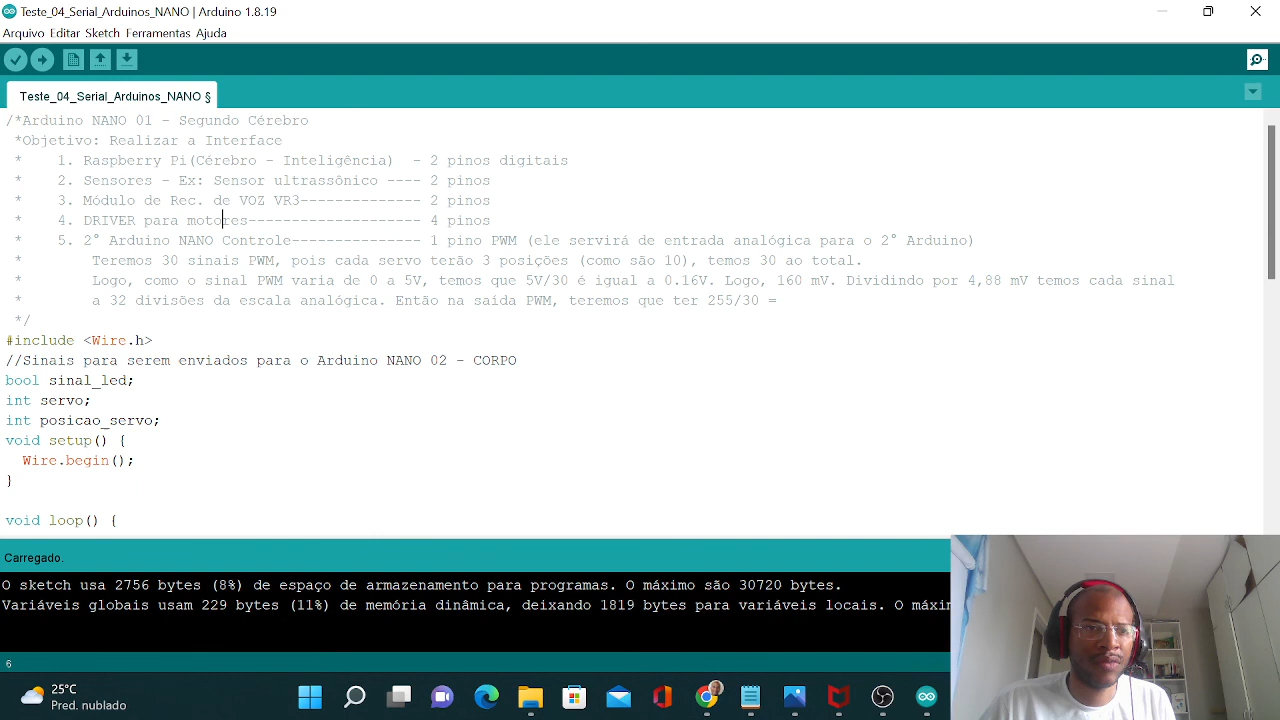 Teste_04_Serial_Arduinos_NANO | Arduino 1.8.19
Arquivo Editar Sketch Ferramentas Ajuda
Teste_04_Serial_Arduinos_NANO §
/*Arduino NANO 01 - Segundo Cérebro
*Objetivo: Realizar a Interface
* 1. Raspberry Pi(Cérebro - Inteligência) - 2 pinos digitais
* 2. Sensores - Ex: Sensor ultrassônico ---- 2 pinos
* 3. Módulo de Rec. de VOZ VR3-------------- 2 pinos
* 4. DRIVER para motores-------------------- 4 pinos
* 5. 2° Arduino NANO Controle--------------- 1 pino PWM (ele servirá de entrada analógica para o 2° Arduino)
* Teremos 30 sinais PWM, pois cada servo terão 3 posições (como são 10), temos 30 ao total.
* Logo, como o sinal PWM varia de 0 a 5V, temos que 5V/30 é igual a 0.16V. Logo, 160 mV. Dividindo por 4,88 mV temos cada sinal
* a 32 divisões da escala analógica. Então na saída PWM, teremos que ter 255/30 =
*/
#include <Wire.h>
//Sinais para serem enviados para o Arduino NANO 02 - CORPO
bool sinal_led;
int servo;
int posicao_servo;
void setup() {
Wire.begin();
}
void loop() {
Carregado.
O sketch usa 2756 bytes (8%) de espaço de armazenamento para programas. O máximo são 30720 bytes.
Variáveis globais usam 229 bytes (11%) de memória dinâmica, deixando 1819 bytes para variáveis locais. O
6
25°C
Pred. nublado